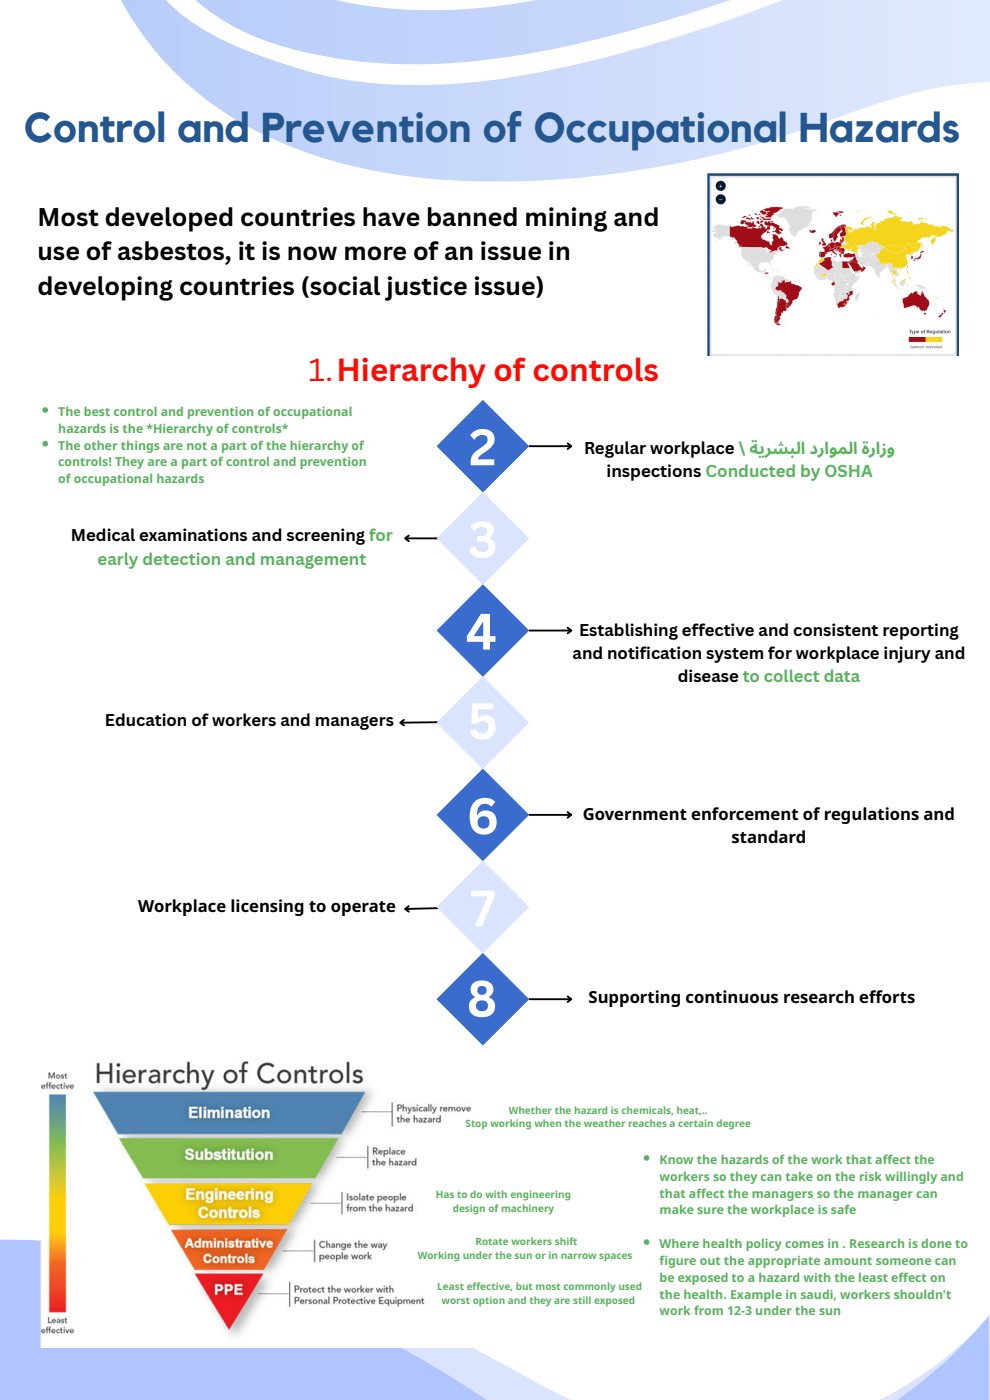 Control and Prevention of Occupational Hazards
Most developed countries have banned mining and
use of asbestos, it is now more of an issue in
developing countries (social justice issue)
Type of Regulation
1. Hierarchy of controls
• The best control and prevention of occupational
hazards is the *Hierarchy of controls*
• The other things are not a part of the hierarchy of
controls! They are a part of control and prevention
of occupational hazards
2
Regular workplace \ وزارة الموارد البشرية
inspections Conducted by OSHA
3
Medical examinations and screening for
early detection and management
4
Establishing effective and consistent reporting
and notification system for workplace injury and
disease to collect data
5
Education of workers and managers
6
Government enforcement of regulations and
standard
7
Workplace licensing to operate
8
Supporting continuous research efforts
Hierarchy of Controls
Most
effective
Elimination
Physically remove
the hazard
Whether the hazard is chemicals, heat,..
Stop working when the weather reaches a certain degree
Substitution
Replace
the hazard
Engineering
Controls
Isolate people
from the hazard
Has to do with engineering
design of machinery
Administrative
Controls
Change the way
people work
Rotate workers shift
Working under the sun or in narrow spaces
PPE
Protect the worker with
Personal Protective Equipment
Least effective, but most commonly used
worst option and they are still exposed
Least
effective
• Know the hazards of the work that affect the
workers so they can take on the risk willingly and
that affect the managers so the manager can
make sure the workplace is safe
• Where health policy comes in . Research is done to
figure out the appropriate amount someone can
be exposed to a hazard with the least effect on
the health. Example in saudi, workers shouldn't
work from 12-3 under the sun